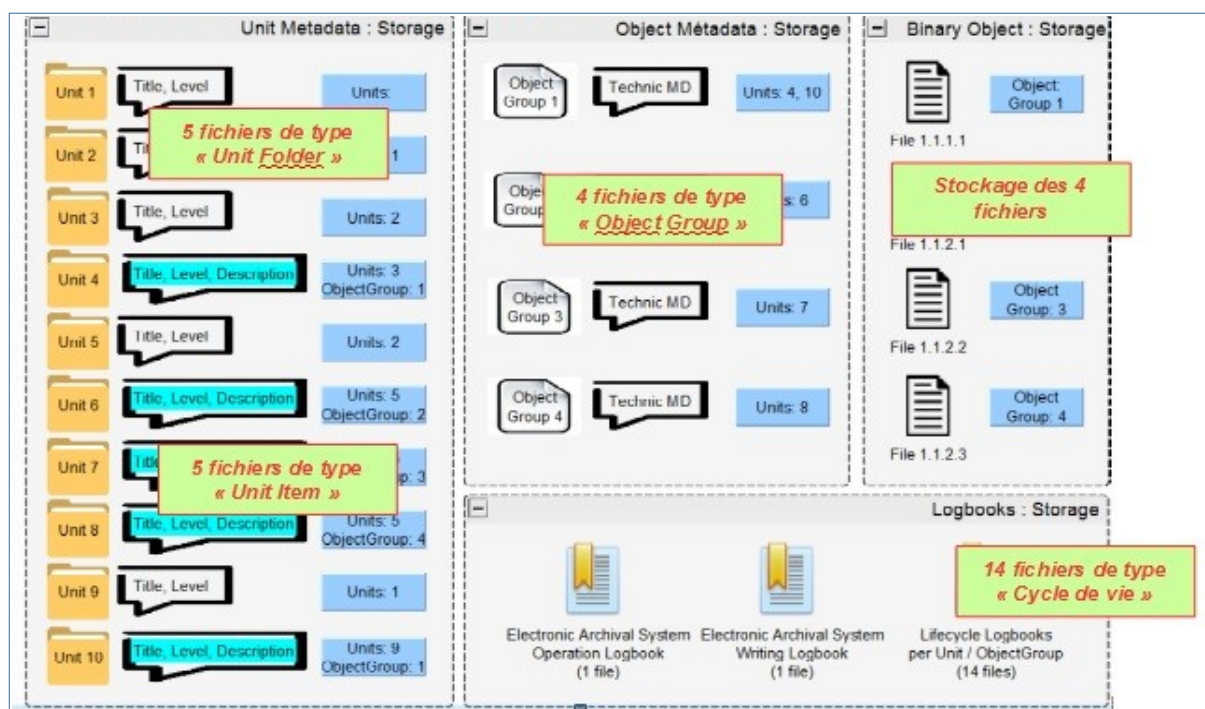 Unit Metadata : Storage
Unit 1
Title, Level
Units:
5 fichiers de type
« Unit Folder »
Unit 2
1
Unit 3
Title, Level
Units: 2
Unit 4
Title, Level, Description
Units: 3
ObjectGroup: 1
Unit 5
Title, Level
Units: 2
Unit 6
Title, Level, Description
Units: 5
ObjectGroup: 2
Unit 7
5 fichiers de type
« Unit Item »
p: 3
Unit 8
Title, Level, Description
Units: 5
ObjectGroup: 4
Unit 9
Title, Level
Units: 1
Unit 10
Title, Level, Description
Units: 9
ObjectGroup: 1
Object Métadata : Storage
Object
Group 1
Technic MD
Units: 4, 10
4 fichiers de type
« Object Group »
s: 6
Object
Group 3
Technic MD
Units: 7
Object
Group 4
Technic MD
Units: 8
Binary Object : Storage
Object:
Group 1
File 1.1.1.1
Stockage des 4
fichiers
File 1.1.2.1
Object
Group: 3
File 1.1.2.2
Object
Group: 4
File 1.1.2.3
Logbooks : Storage
14 fichiers de type
« Cycle de vie »
Electronic Archival System
Operation Logbook
(1 file)
Electronic Archival System
Writing Logbook
(1 file)
Lifecycle Logbooks
per Unit / ObjectGroup
(14 files)